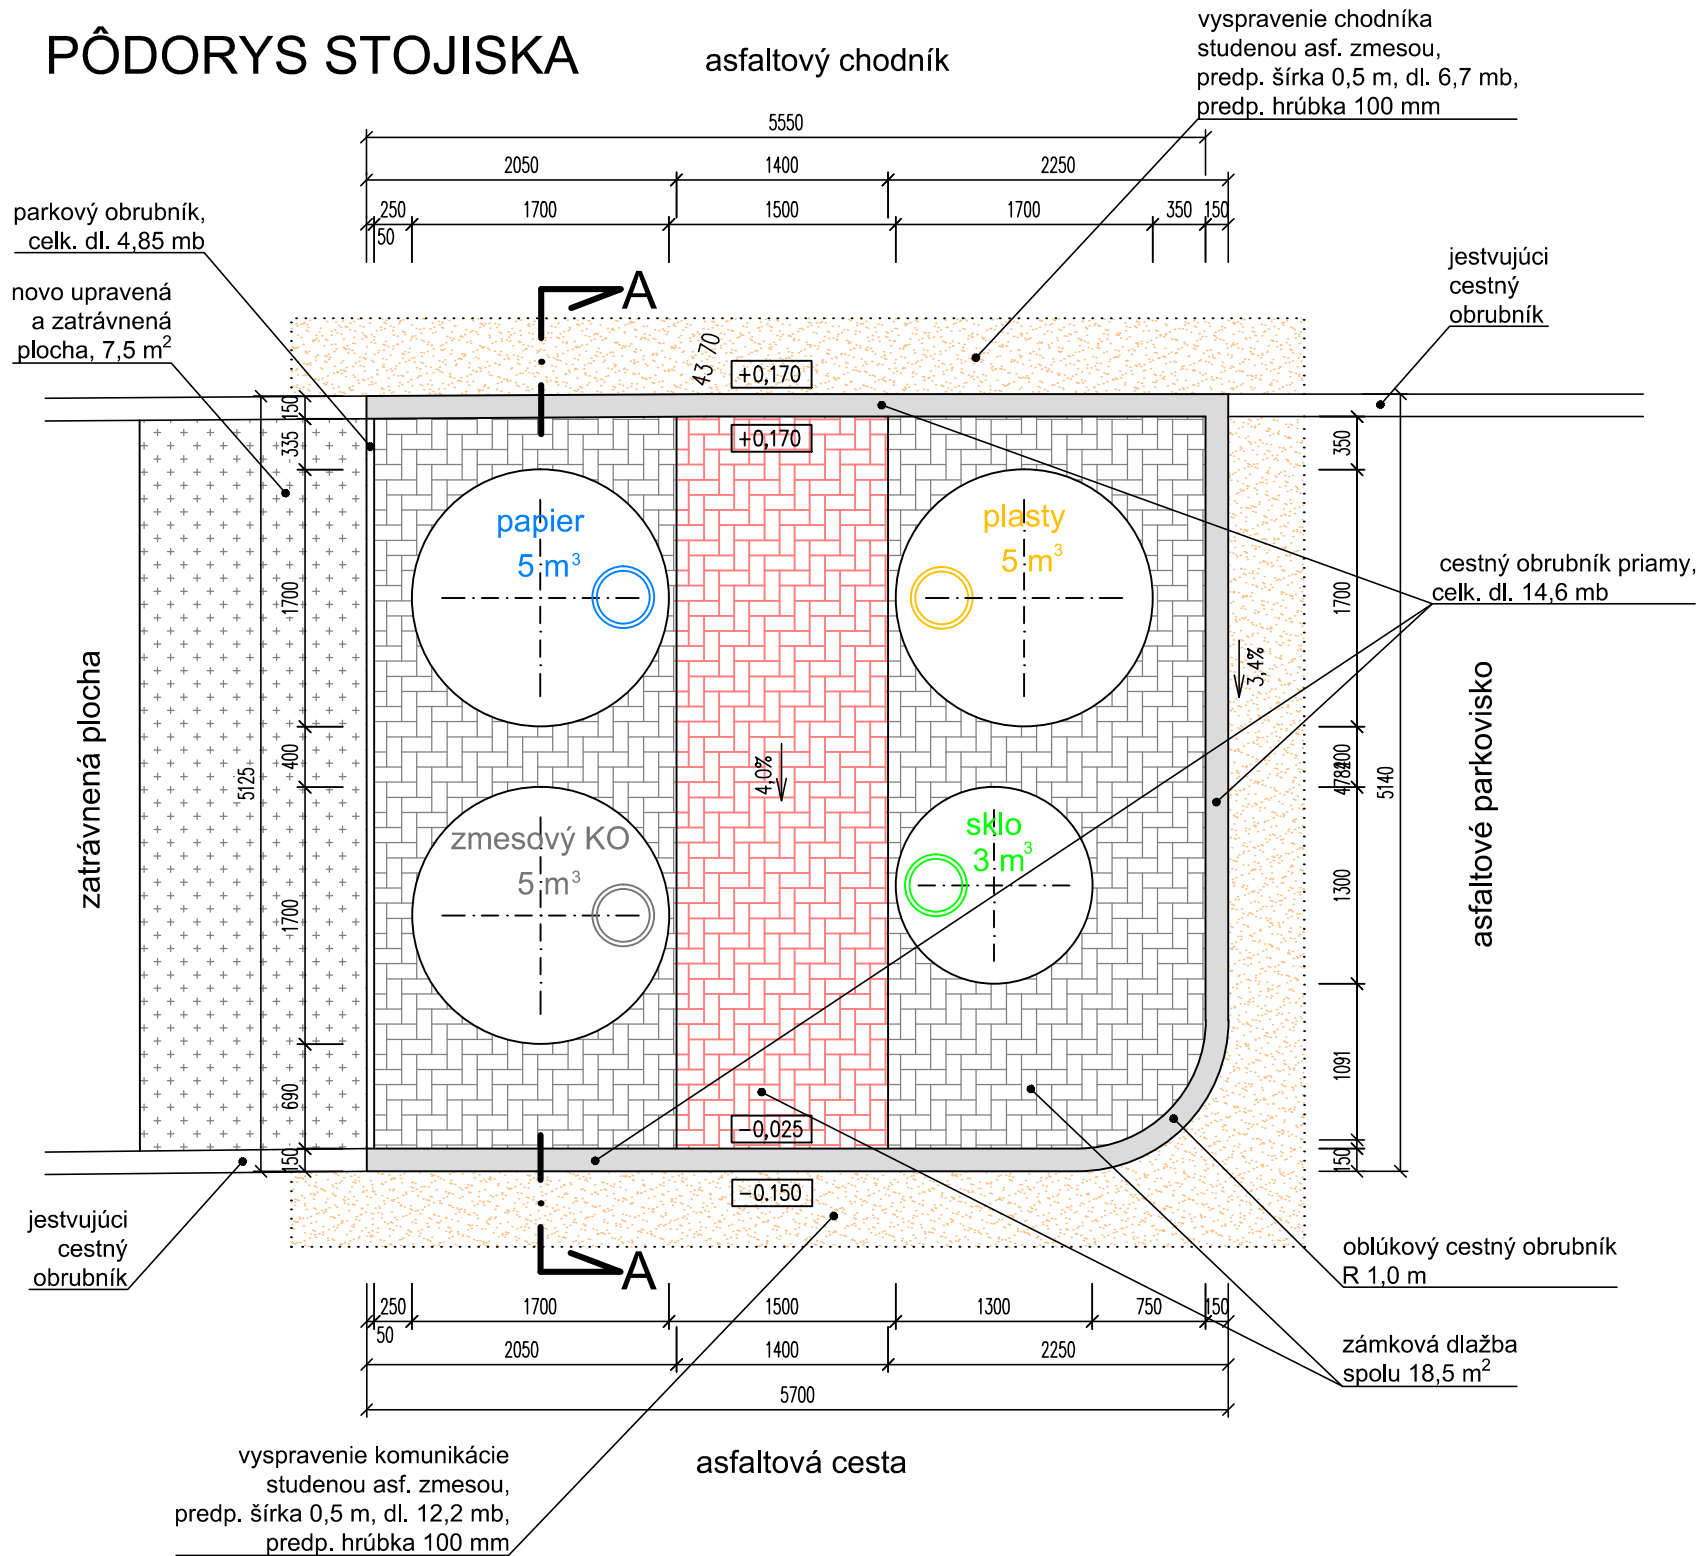 PÔDORYS STOJISKA
asfaltový chodník
vyspravenie chodníka
studenou asf. zmesou,
predp. šírka 0,5 m, dl. 6,7 mb,
predp. hrúbka 100 mm
5550
2050 1400 2250
250 1700 1500 1700 350 150
50
parkový obrubník,
celk. dl. 4,85 mb
novo upravená
a zatrávnená
plocha, 7,5 m²
jestvujúci
cestný
obrubník
A
43 70
+0,170
+0,170
150
335
1700
400
1700
690
150
5125
papier
5 m³
plasty
5 m³
zmesový KO
5 m³
sklo
3 m³
4,0%
3,4%
350
1700
400
4784
1300
1091
150
5140
cestný obrubník priamy,
celk. dl. 14,6 mb
zatrávnená plocha
asfaltové parkovisko
-0,025
-0.150
A
jestvujúci
cestný
obrubník
oblúkový cestný obrubník
R 1,0 m
zámková dlažba
spolu 18,5 m²
250 1700 1500 1300 750 150
50
2050 1400 2250
5700
vyspravenie komunikácie
studenou asf. zmesou,
predp. šírka 0,5 m, dl. 12,2 mb,
predp. hrúbka 100 mm
asfaltová cesta